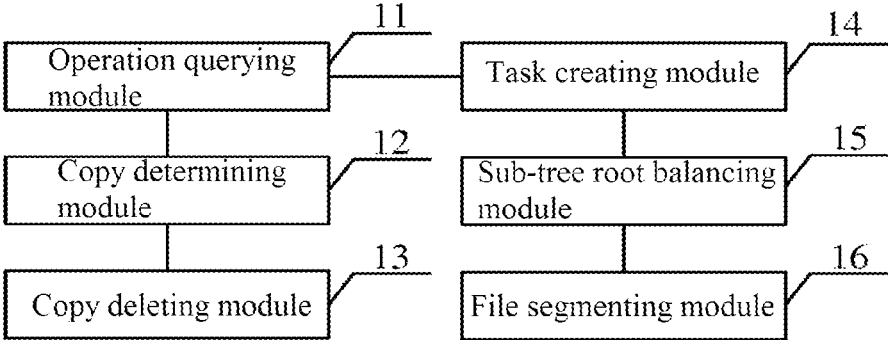 11
Operation querying
module
12
Copy determining
module
13
Copy deleting module
14
Task creating module
15
Sub-tree root balancing
module
16
File segmenting module